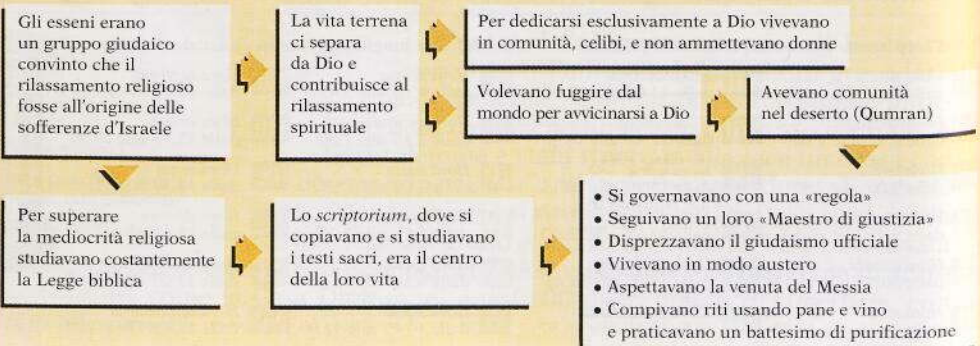 Gli esseni erano
un gruppo giudaico
convinto che il
rilassamento religioso
fosse all'origine delle
sofferenze d'Israele
La vita terrena
ci separa
da Dio e
contribuisce al
rilassamento
spirituale
Per dedicarsi esclusivamente a Dio vivevano
in comunità, celibi, e non ammettevano donne
Volevano fuggire dal
mondo per avvicinarsi a Dio
Avevano comunità
nel deserto (Qumran)
Per superare
la mediocrità religiosa
studiavano costantemente
la Legge biblica
Lo scriptorium, dove si
copiavano e si studiavano
i testi sacri, era il centro
della loro vita
• Si governavano con una «regola»
• Seguivano un loro «Maestro di giustizia»
• Disprezzavano il giudaismo ufficiale
• Vivevano in modo austero
• Aspettavano la venuta del Messia
• Compivano riti usando pane e vino
e praticavano un battesimo di purificazione